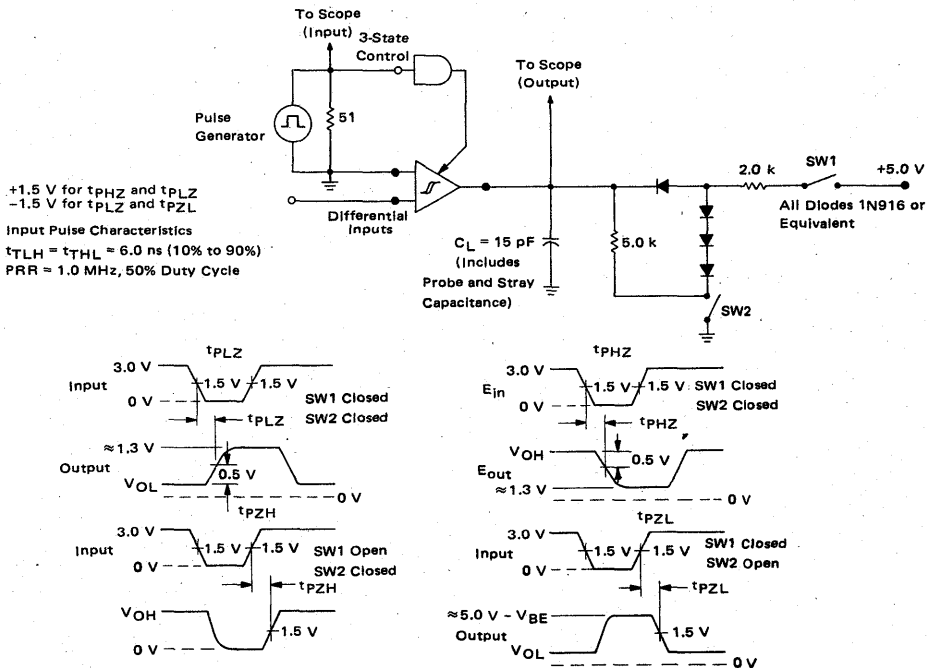 To Scope
(Input)
3-State
Control
To Scope
(Output)
Pulse
Generator
51
SW1
2.0 k
+5.0 V
+1.5 V for tPHZ and tPLZ
−1.5 V for tPLZ and tPZL
Differential
Inputs
All Diodes 1N916 or
Equivalent
Input Pulse Characteristics
tTLH = tTHL = 6.0 ns (10% to 90%)
PRR = 1.0 MHz, 50% Duty Cycle
CL = 15 pF
(Includes
Probe and Stray
Capacitance)
5.0 k
SW2
tPLZ
3.0 V
Input
1.5 V
1.5 V
0 V
SW1 Closed
SW2 Closed
tPLZ
≈1.3 V
Output
0.5 V
VOL
0 V
tPHZ
3.0 V
Ein
1.5 V
1.5 V
0 V
SW1 Closed
SW2 Closed
tPHZ
VOH
0.5 V
Eout
≈1.3 V
0 V
tPZH
3.0 V
Input
1.5 V
1.5 V
0 V
SW1 Open
SW2 Closed
tPZH
VOH
1.5 V
0 V
tPZL
3.0 V
Input
1.5 V
1.5 V
0 V
SW1 Closed
SW2 Open
tPZL
≈5.0 V − VBE
Output
1.5 V
VOL
0 V